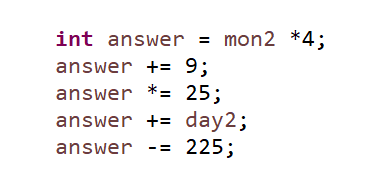 int answer = mon2 *4;
answer += 9;
answer *= 25;
answer += day2;
answer -= 225;